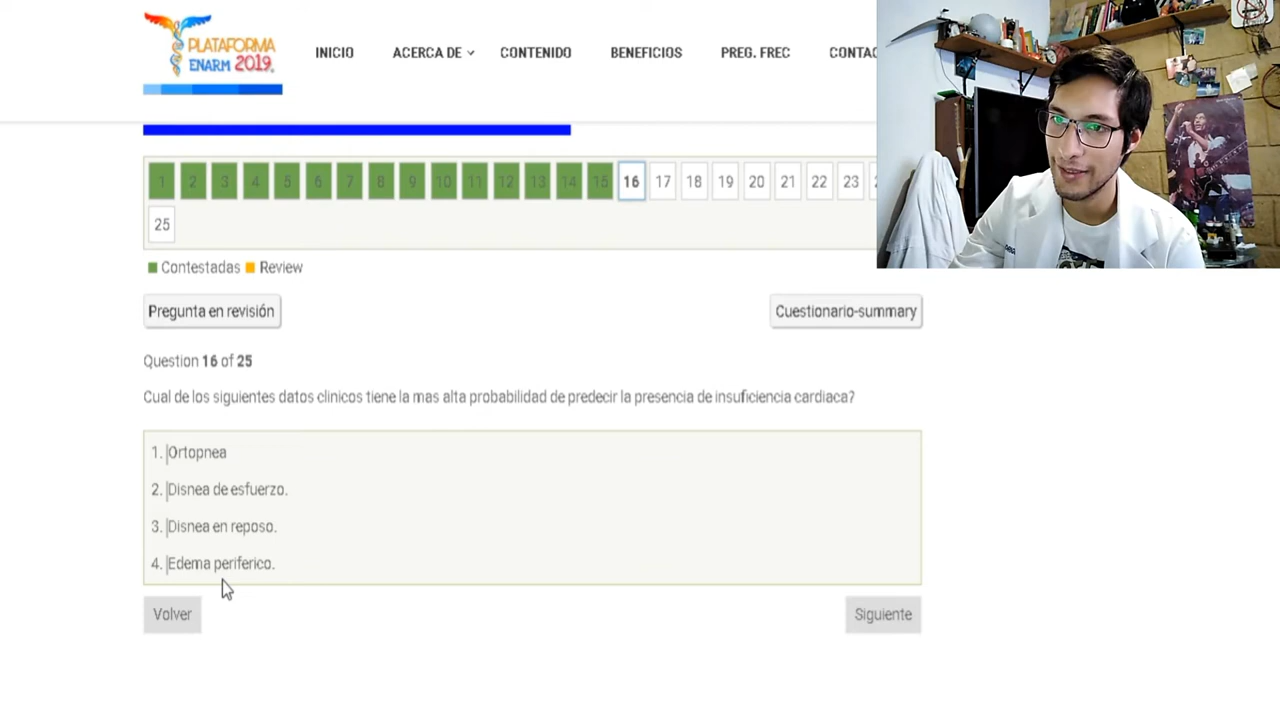 PLATAFORMA
ENARM 2019
INICIO
ACERCA DE
CONTENIDO
BENEFICIOS
PREG. FREC
CONTAC
1 2 3 4 5 6 7 8 9 10 11 12 13 14 15 16 17 18 19 20 21 22 23
25
Contestadas Review
Pregunta en revisión
Cuestionario-summary
Question 16 of 25
Cual de los siguientes datos clinicos tiene la mas alta probabilidad de predecir la presencia de insuficiencia cardiaca?
1. Ortopnea
2. Disnea de esfuerzo.
3. Disnea en reposo.
4. Edema periferico.
Volver
Siguiente